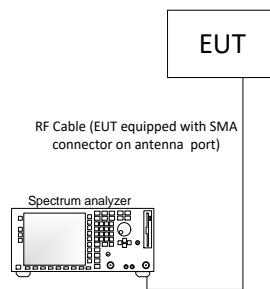 EUT
RF Cable (EUT equipped with SMA
connector on antenna port)
Spectrum analyzer